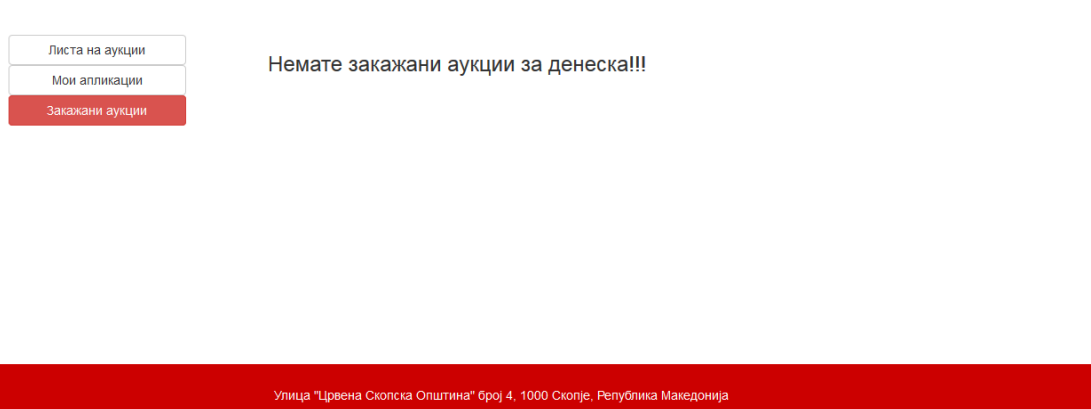 Листа на аукции
Мои апликации
Закажани аукции
Немате закажани аукции за денеска!!!
Улица "Црвена Скопска Општина" број 4, 1000 Скопје, Република Македонија